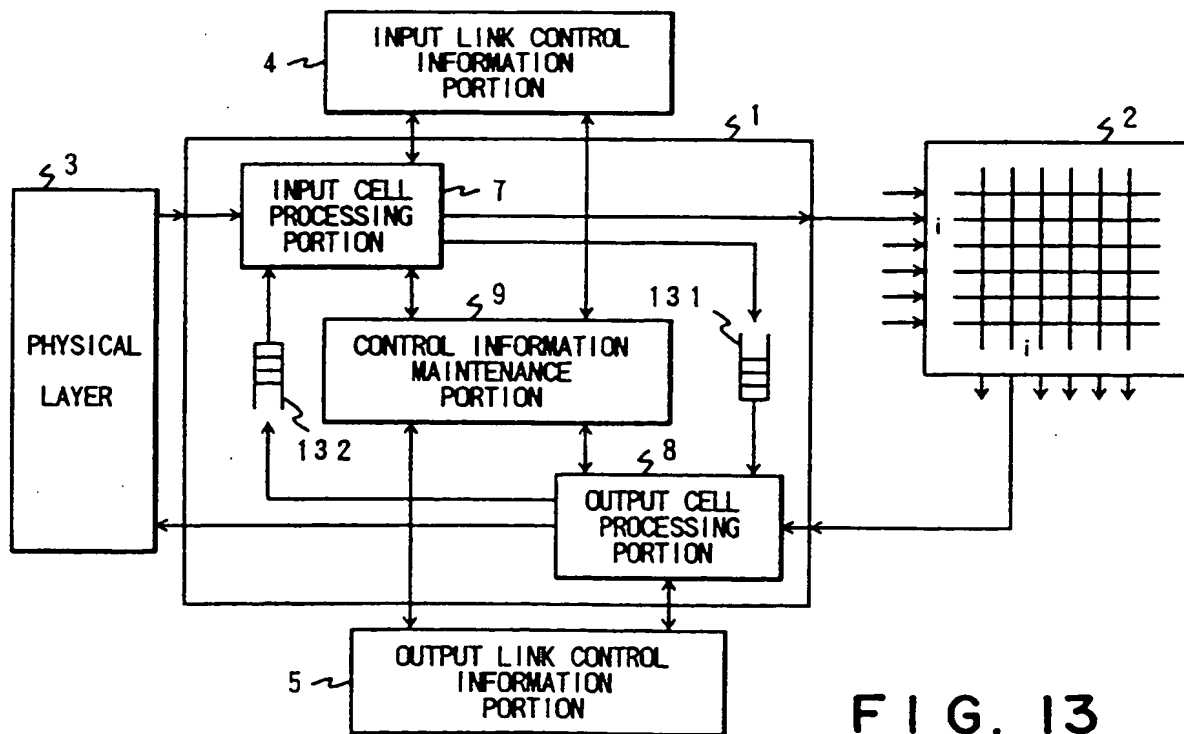 INPUT LINK CONTROL
INFORMATION
PORTION
4
1
2
3
INPUT CELL
PROCESSING
PORTION
7
i
9
131
PHYSICAL
LAYER
CONTROL INFORMATION
MAINTENANCE
PORTION
i
132
8
OUTPUT CELL
PROCESSING
PORTION
OUTPUT LINK CONTROL
INFORMATION
PORTION
5
FIG. 13